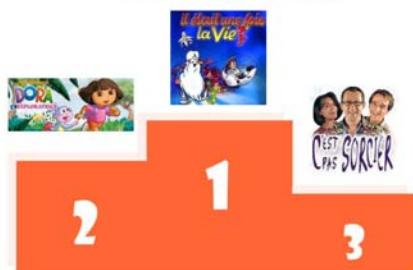 il était une fois
la Vie
DORA
L'EXPLORATRICE
C'EST
PAS SORCIER
1
2
3